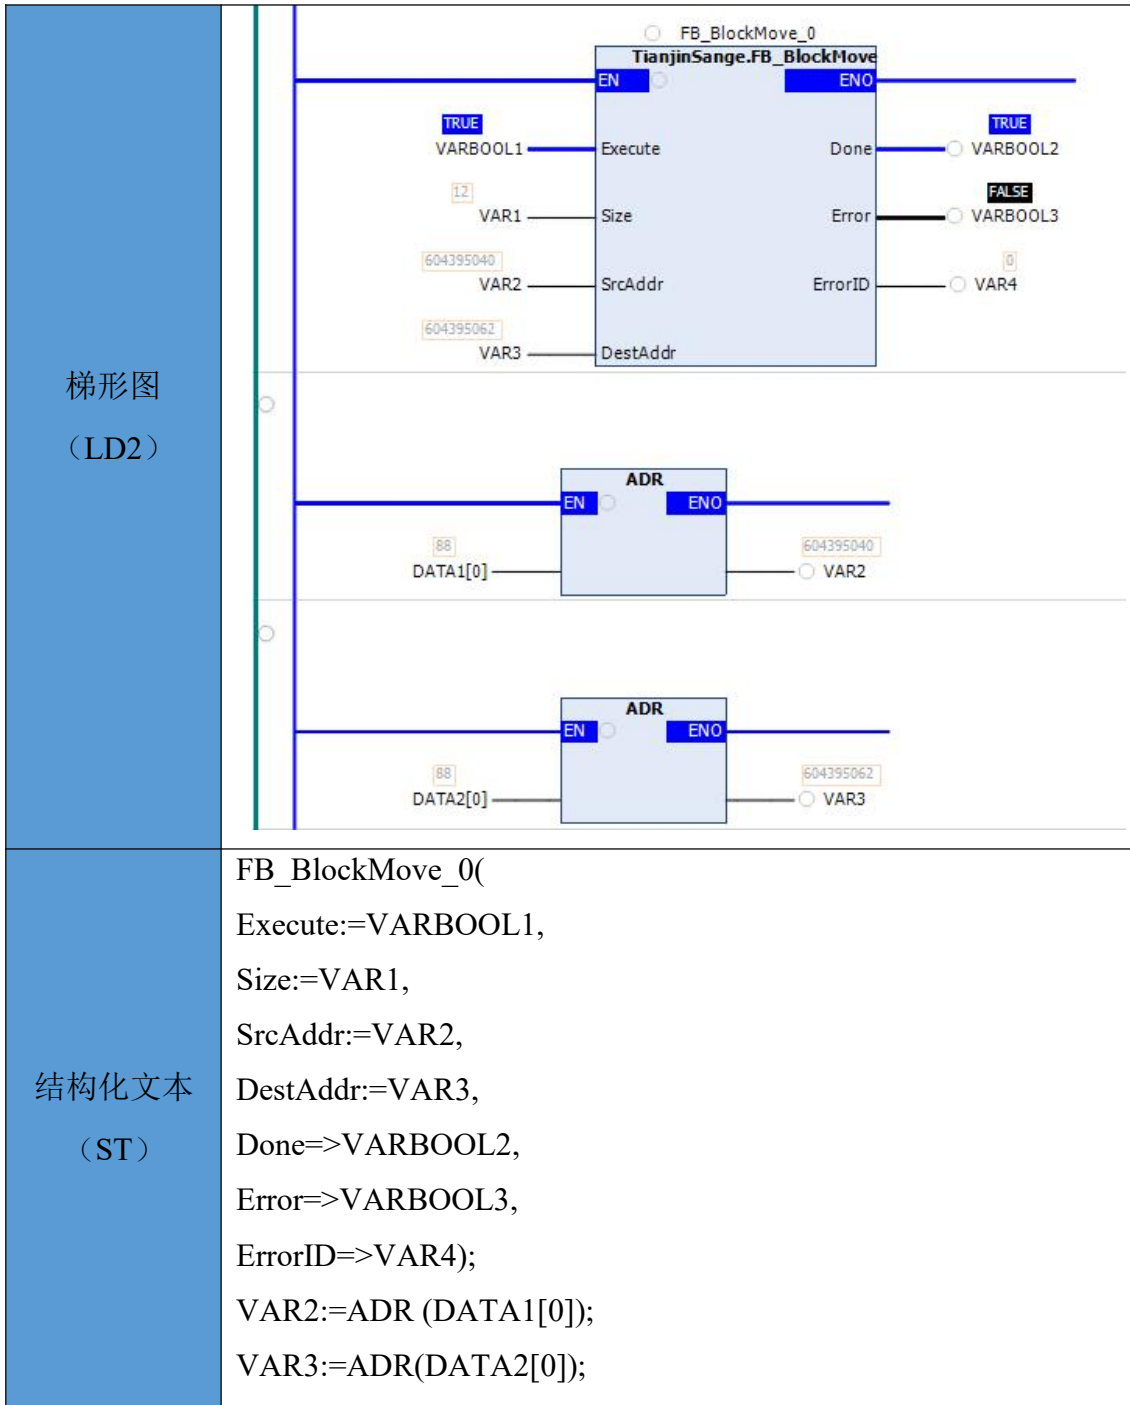 梯形图
（LD2）
FB_BlockMove_0
TianjinSange.FB_BlockMove
EN
ENO
TRUE
VARBOOL1
Execute
Done
TRUE
VARBOOL2
12
VAR1
Size
Error
FALSE
VARBOOL3
604395040
VAR2
SrcAddr
ErrorID
0
VAR4
604395062
VAR3
DestAddr
ADR
EN
ENO
88
DATA1[0]
604395040
VAR2
ADR
EN
ENO
88
DATA2[0]
604395062
VAR3
结构化文本
（ST）
FB_BlockMove_0(
Execute:=VARBOOL1,
Size:=VAR1,
SrcAddr:=VAR2,
DestAddr:=VAR3,
Done=>VARBOOL2,
Error=>VARBOOL3,
ErrorID=>VAR4);
VAR2:=ADR (DATA1[0]);
VAR3:=ADR(DATA2[0]);